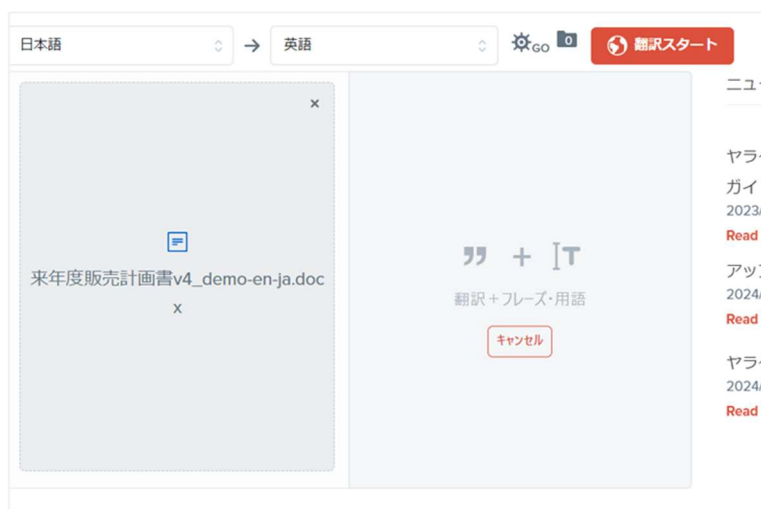 日本語
→
英語
GO
0
翻訳スタート
×
来年度販売計画書v4_demo-en-ja.doc
x
翻訳+フレーズ・用語
キャンセル
ニュ
ヤラ
ガイ
2023/
Read
アッ
2024/
Read
ヤラ
2024/
Read